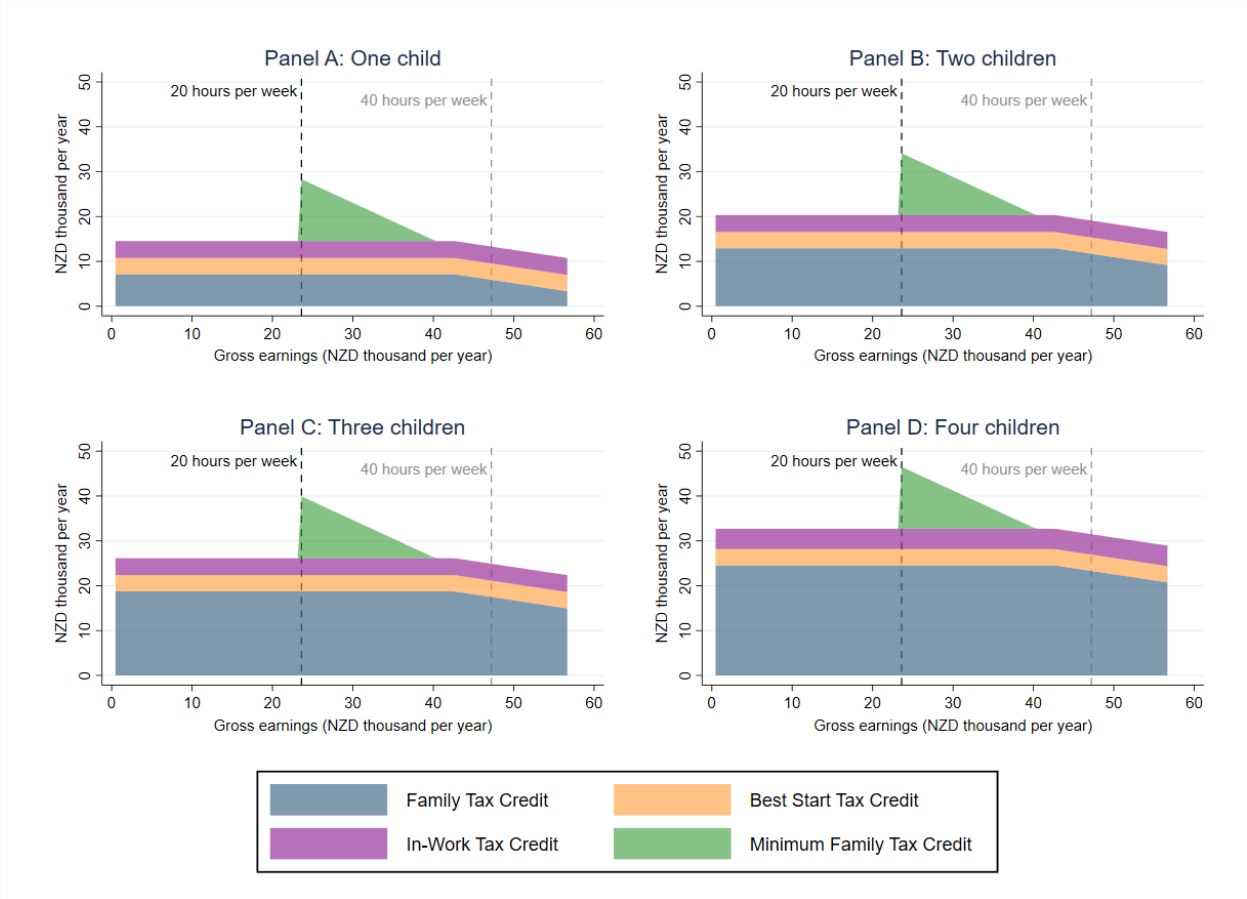 Panel A: One child
20 hours per week
40 hours per week
NZD thousand per year
50
40
30
20
10
0
0 10 20 30 40 50 60
Gross earnings (NZD thousand per year)
Panel B: Two children
20 hours per week
40 hours per week
NZD thousand per year
50
40
30
20
10
0
0 10 20 30 40 50 60
Gross earnings (NZD thousand per year)
Panel C: Three children
20 hours per week
40 hours per week
NZD thousand per year
50
40
30
20
10
0
0 10 20 30 40 50 60
Gross earnings (NZD thousand per year)
Panel D: Four children
20 hours per week
40 hours per week
NZD thousand per year
50
40
30
20
10
0
0 10 20 30 40 50 60
Gross earnings (NZD thousand per year)
Family Tax Credit
Best Start Tax Credit
In-Work Tax Credit
Minimum Family Tax Credit